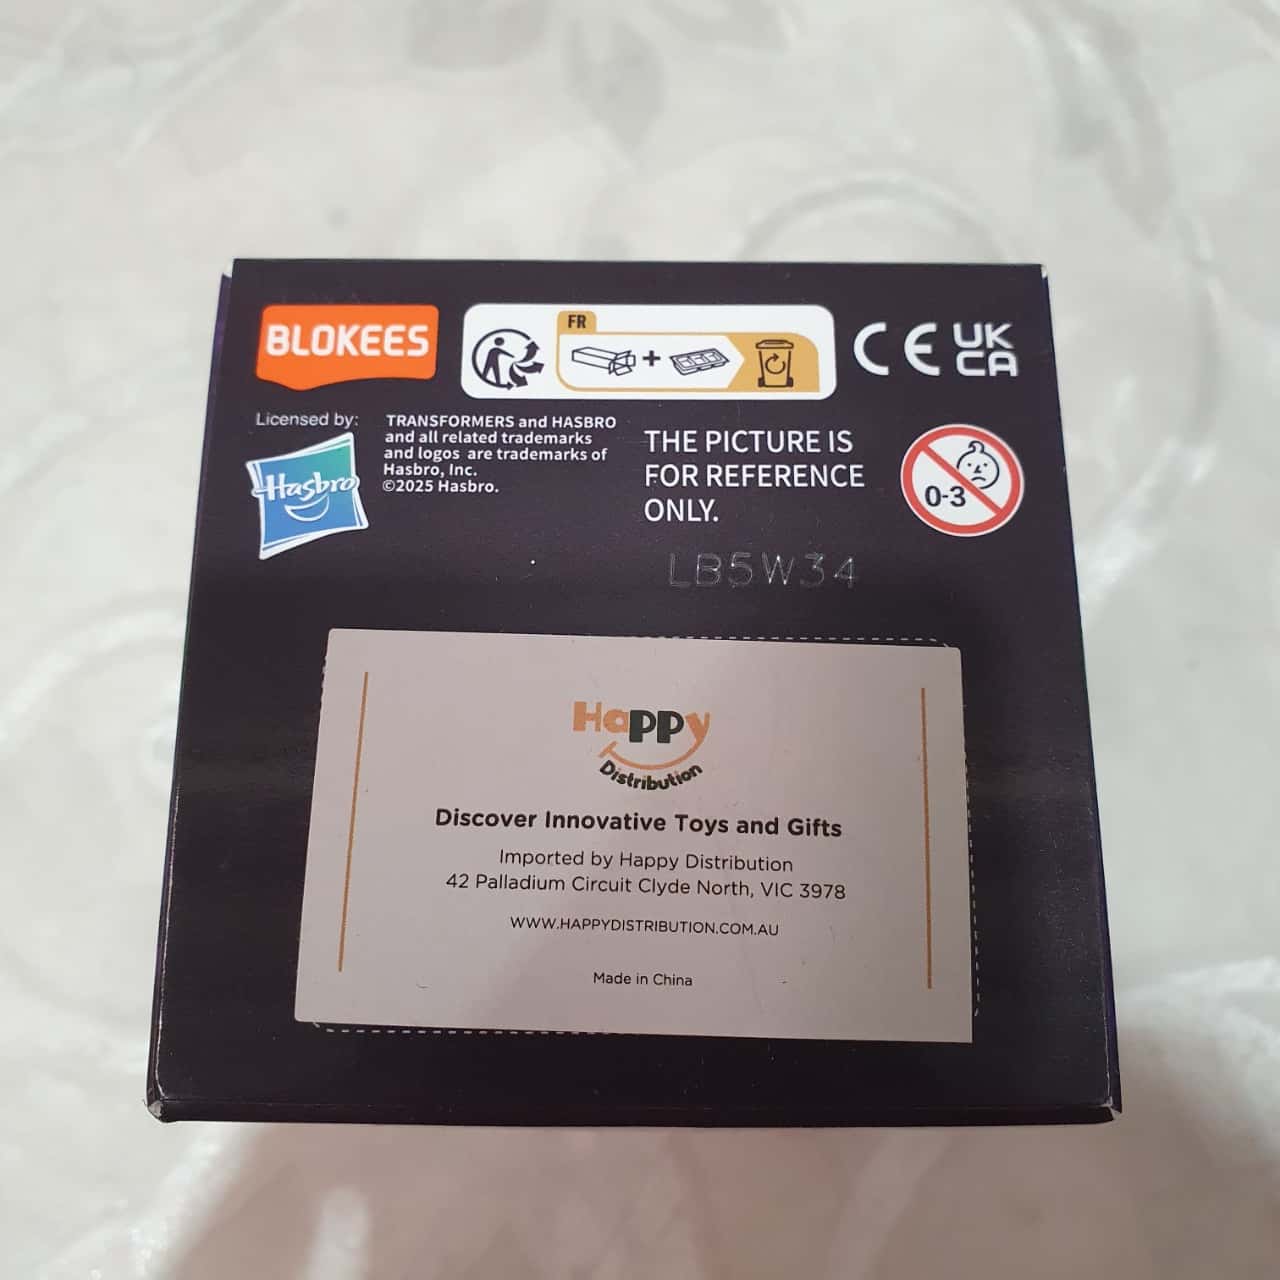 BLOKEES
FR
CE UK CA
Licensed by:
Hasbro
TRANSFORMERS and HASBRO
and all related trademarks
and logos are trademarks of
Hasbro, Inc.
©2025 Hasbro.
THE PICTURE IS
FOR REFERENCE
ONLY.
0-3
LB5W34
Happy
Distribution
Discover Innovative Toys and Gifts
Imported by Happy Distribution
42 Palladium Circuit Clyde North, VIC 3978
WWW.HAPPYDISTRIBUTION.COM.AU
Made in China